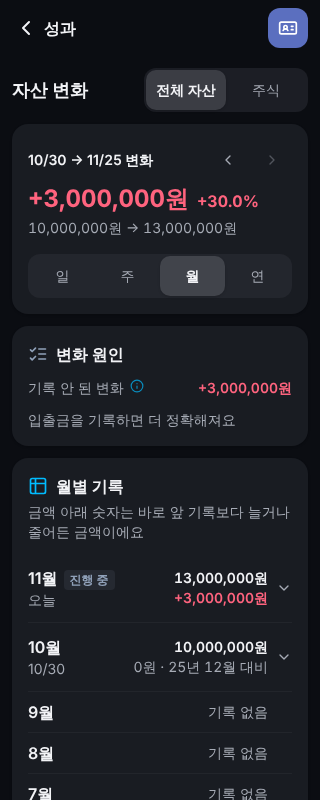 성과
자산 변화
전체 자산
주식
10/30 → 11/25 변화
+3,000,000원 +30.0%
10,000,000원 → 13,000,000원
일 주 월 연
변화 원인
기록 안 된 변화 +3,000,000원
입출금을 기록하면 더 정확해져요
월별 기록
금액 아래 숫자는 바로 앞 기록보다 늘거나
줄어든 금액이에요
11월 진행 중 13,000,000원
오늘 +3,000,000원
10월 10,000,000원
10/30 0원 · 25년 12월 대비
9월 기록 없음
8월 기록 없음
7월 기록 없음